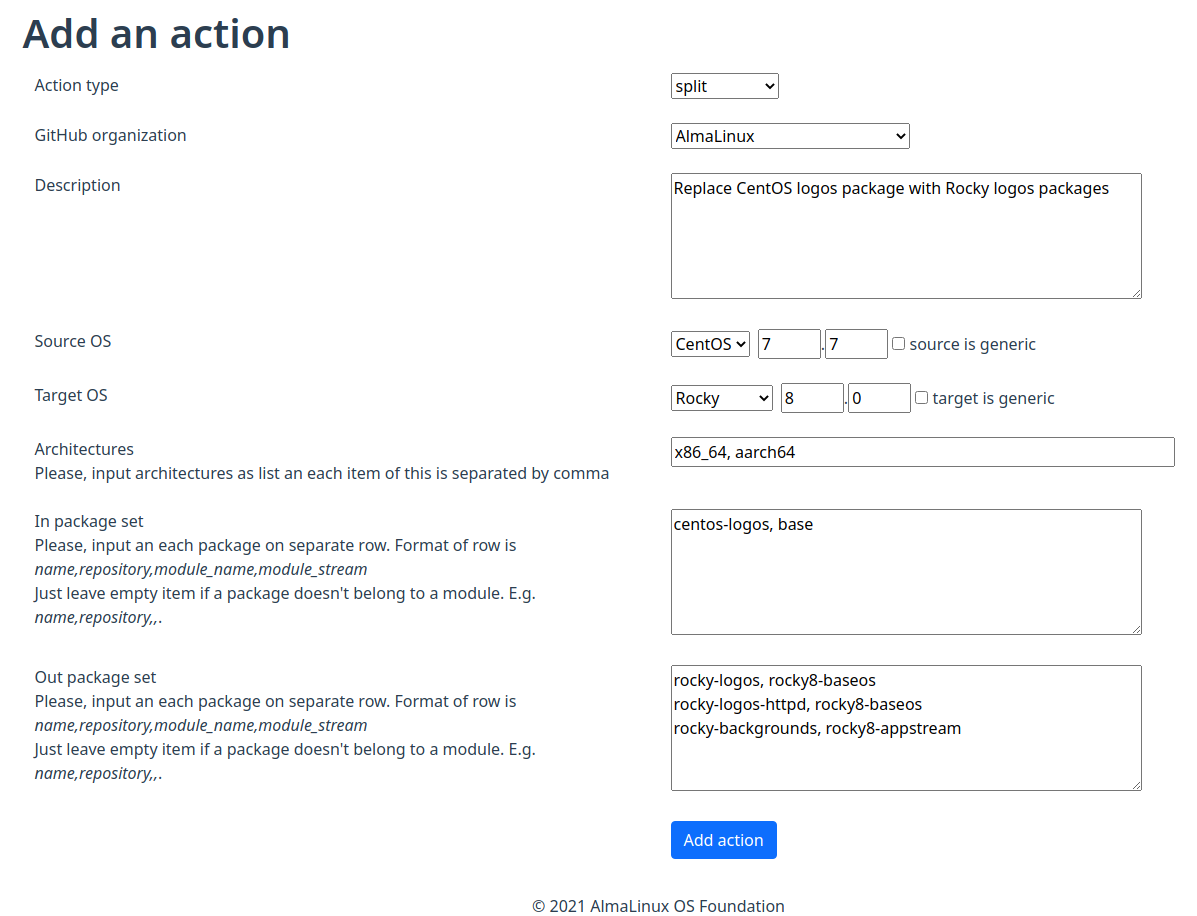 Add an action
Action type
split
GitHub organization
AlmaLinux
Description
Replace CentOS logos package with Rocky logos packages
Source OS
CentOS 7.7 source is generic
Target OS
Rocky 8.0 target is generic
Architectures
Please, input architectures as list an each item of this is separated by comma
x86_64, aarch64
In package set
Please, input an each package on separate row. Format of row is
name,repository,module_name,module_stream
Just leave empty item if a package doesn't belong to a module. E.g.
name,repository,,.
centos-logos, base
Out package set
Please, input an each package on separate row. Format of row is
name,repository,module_name,module_stream
Just leave empty item if a package doesn't belong to a module. E.g.
name,repository,,.
rocky-logos, rocky8-baseos
rocky-logos-httpd, rocky8-baseos
rocky-backgrounds, rocky8-appstream
Add action
© 2021 AlmaLinux OS Foundation